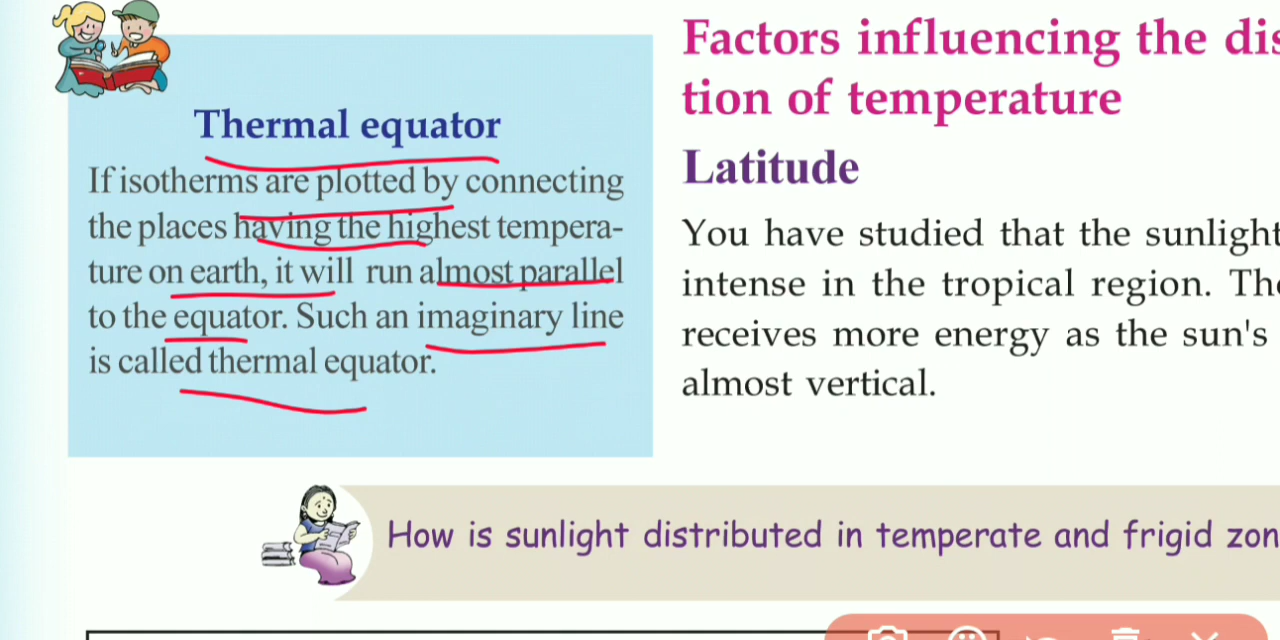 Thermal equator
If isotherms are plotted by connecting
the places having the highest tempera-
ture on earth, it will run almost parallel
to the equator. Such an imaginary line
is called thermal equator.
Factors influencing the dis
tion of temperature
Latitude
You have studied that the sunlight
intense in the tropical region. The
receives more energy as the sun's
almost vertical.
How is sunlight distributed in temperate and frigid zon